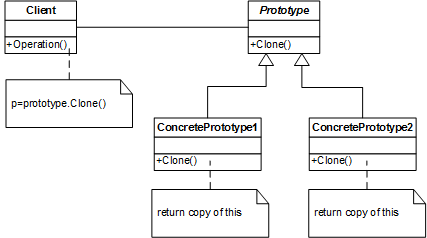 Client
Prototype
+Operation()
+Clone()
p=prototype.Clone()
ConcretePrototype1
ConcretePrototype2
+Clone()
+Clone()
return copy of this
return copy of this